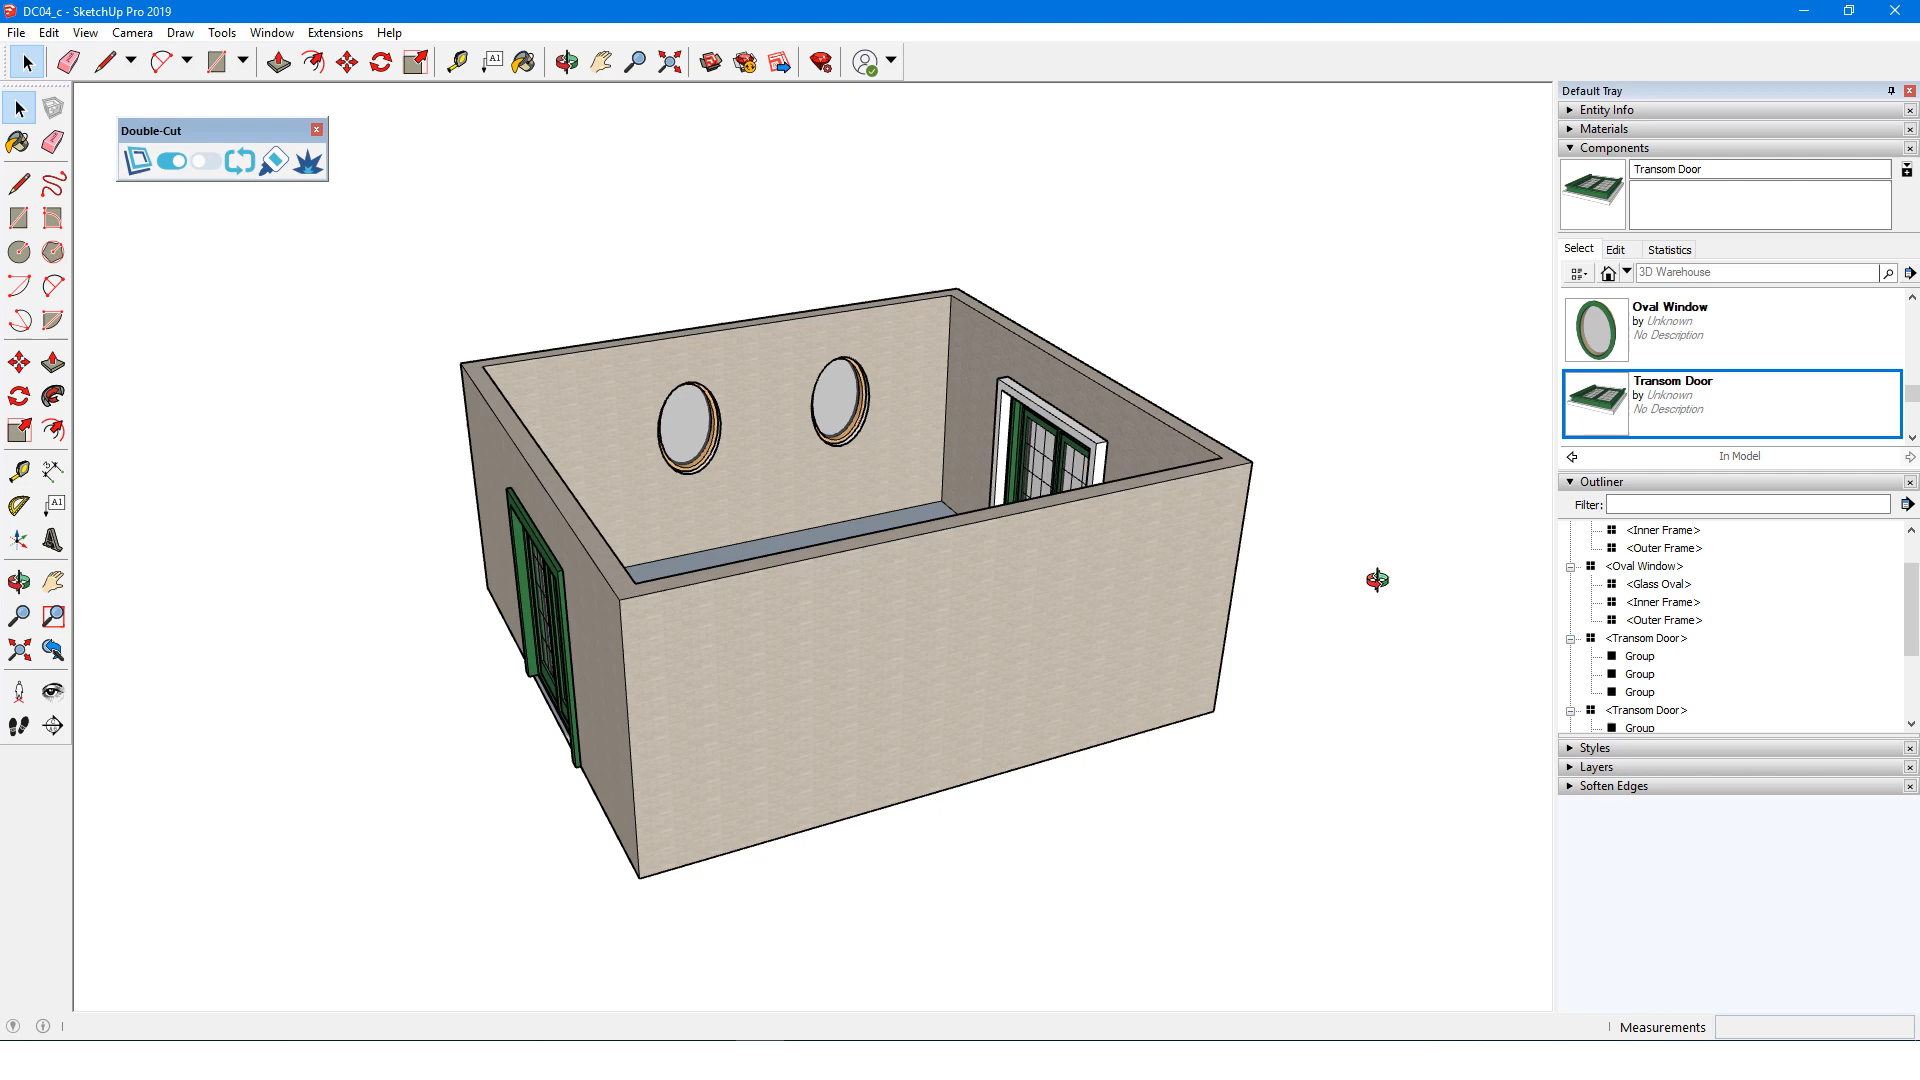 DC04_c - SketchUp Pro 2019
File Edit View Camera Draw Tools Window Extensions Help
A1
Double-Cut
A1
Default Tray
Entity Info
Materials
Components
Transom Door
Select Edit Statistics
3D Warehouse
Oval Window
by Unknown
No Description
Transom Door
by Unknown
No Description
In Model
Outliner
Filter:
<Inner Frame>
<Outer Frame>
<Oval Window>
<Glass Oval>
<Inner Frame>
<Outer Frame>
<Transom Door>
Group
Group
Group
<Transom Door>
Group
Styles
Layers
Soften Edges
Measurements